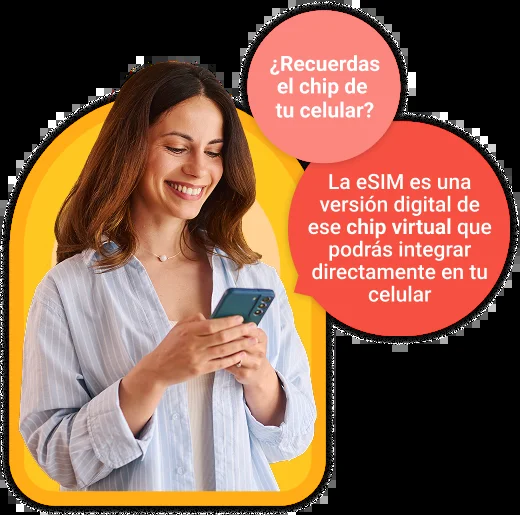 ¿Recuerdas
el chip de
tu celular?
La eSIM es una
versión digital de
ese chip virtual que
podrás integrar
directamente en tu
celular